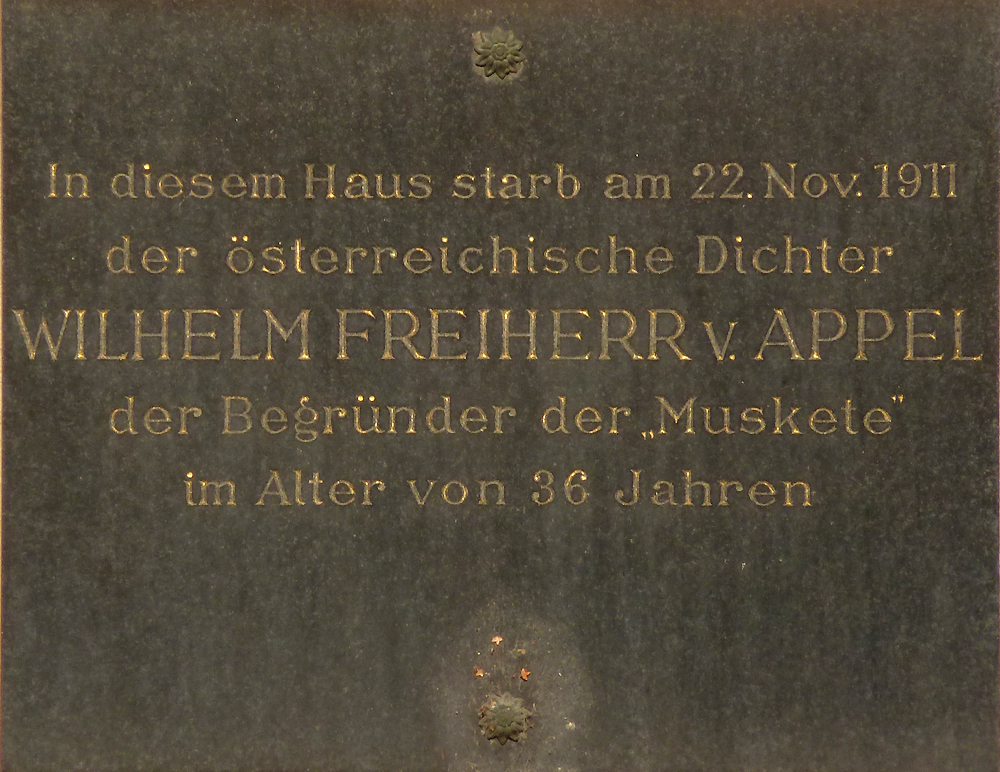 In diesem Haus starb am 22. Nov. 1911
der österreichische Dichter
WILHELM FREIHERR v. APPEL
der Begründer der „Muskete”
im Alter von 36 Jahren